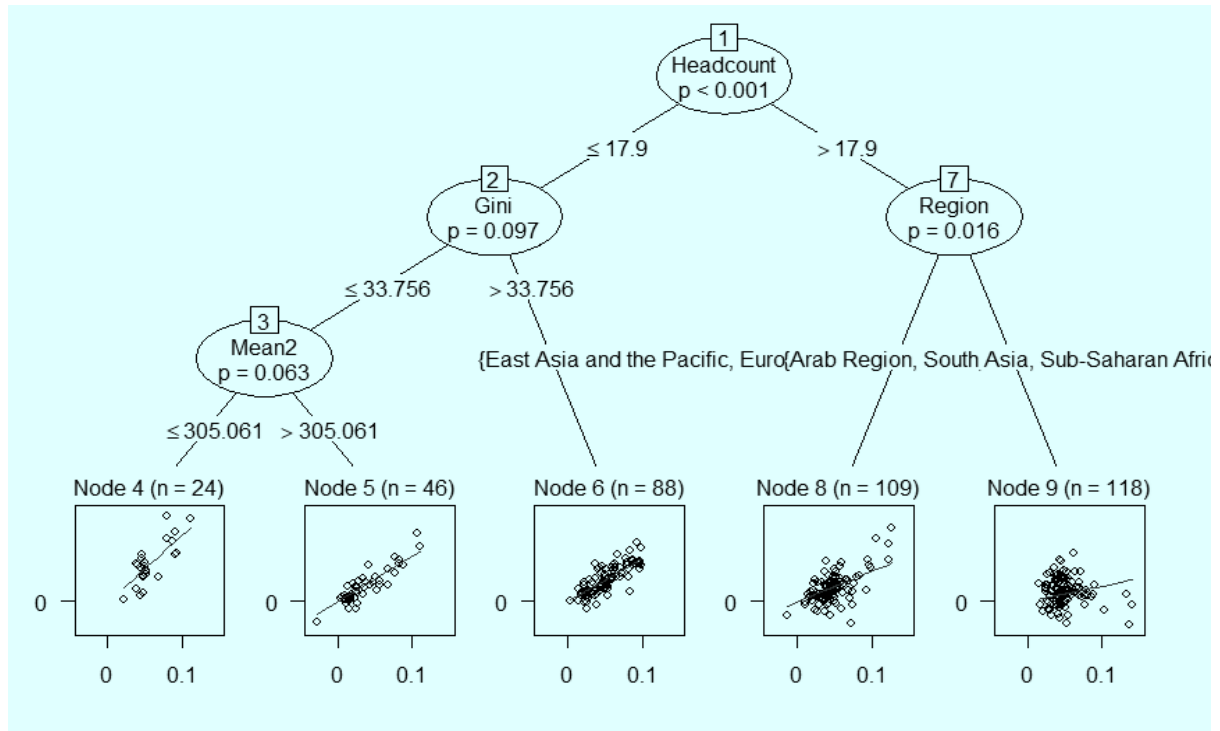 1
Headcount
p < 0.001
≤ 17.9
> 17.9
2
Gini
p = 0.097
7
Region
p = 0.016
≤ 33.756
> 33.756
3
Mean2
p = 0.063
{East Asia and the Pacific, Euro{Arab Region, South Asia, Sub-Saharan Afric
≤ 305.061
> 305.061
Node 4 (n = 24)
Node 5 (n = 46)
Node 6 (n = 88)
Node 8 (n = 109)
Node 9 (n = 118)
0
0
0
0
0
0 0.1
0 0.1
0 0.1
0 0.1
0 0.1